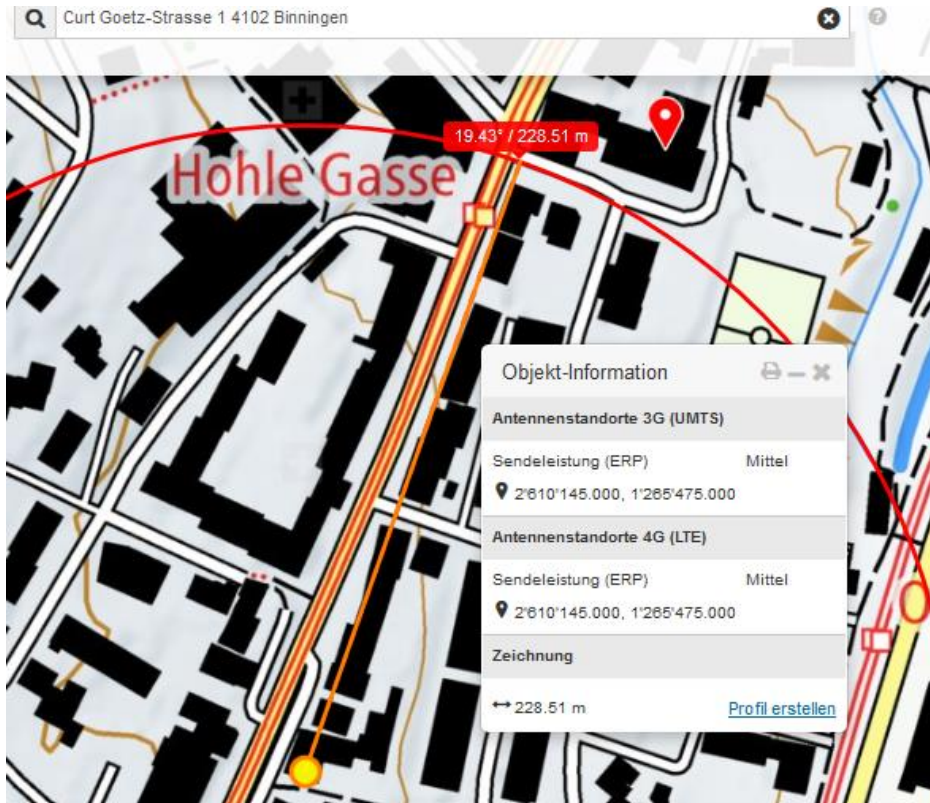 Curt Goetz-Strasse 1 4102 Binningen
19.43° / 228.51 m
Hohle Gasse
Objekt-Information
Antennenstandorte 3G (UMTS)
Sendeleistung (ERP) Mittel
2'610'145.000, 1'265'475.000
Antennenstandorte 4G (LTE)
Sendeleistung (ERP) Mittel
2'610'145.000, 1'265'475.000
Zeichnung
↔ 228.51 m Profil erstellen